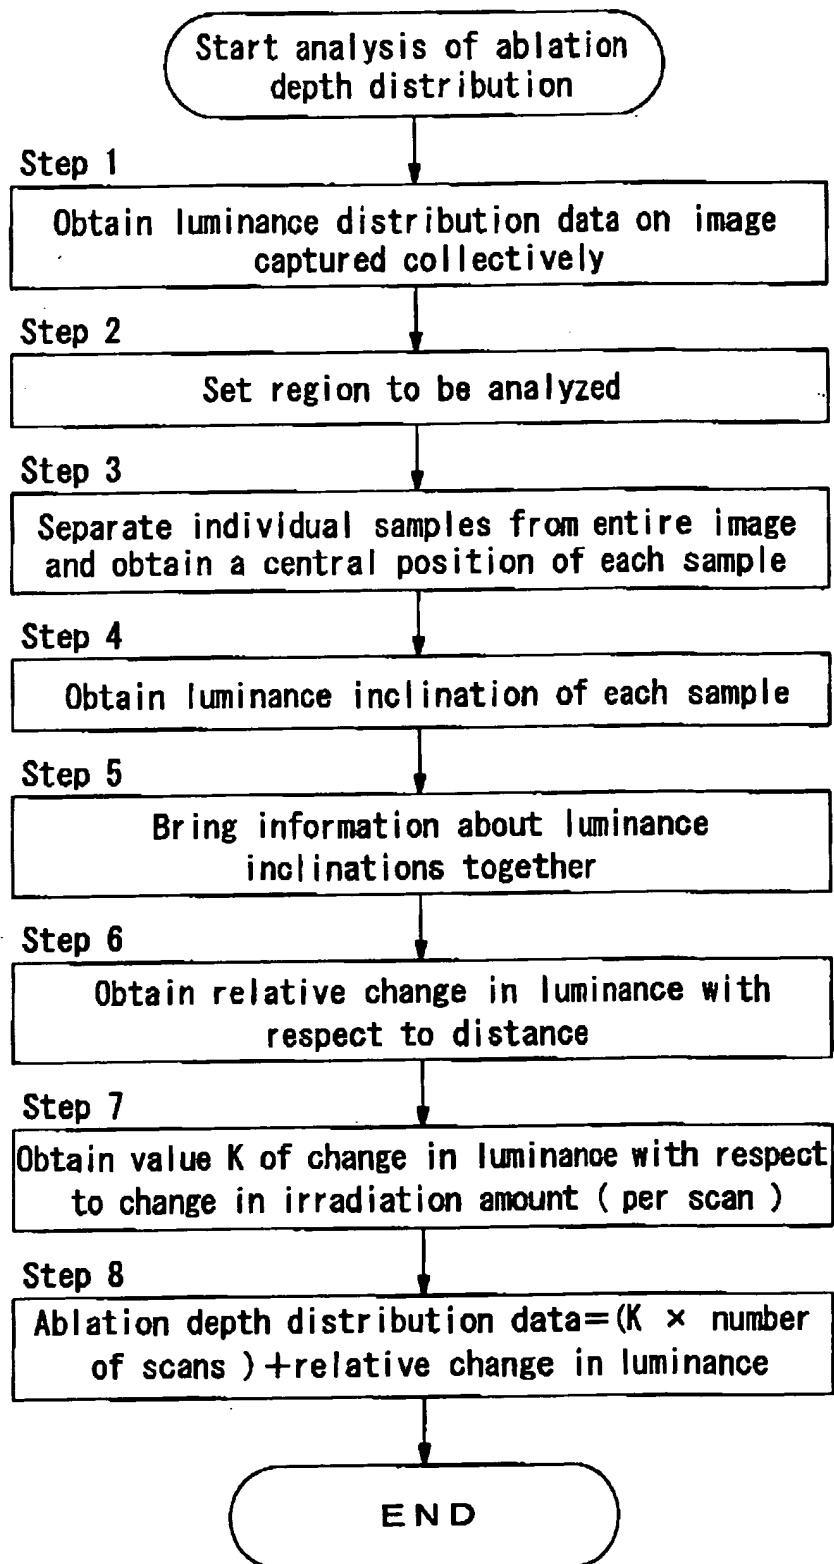 Start analysis of ablation
depth distribution
Step 1
Obtain luminance distribution data on image
captured collectively
Step 2
Set region to be analyzed
Step 3
Separate individual samples from entire image
and obtain a central position of each sample
Step 4
Obtain luminance inclination of each sample
Step 5
Bring information about luminance
inclinations together
Step 6
Obtain relative change in luminance with
respect to distance
Step 7
Obtain value K of change in luminance with respect
to change in irradiation amount ( per scan )
Step 8
Ablation depth distribution data=(K × number
of scans )+relative change in luminance
END